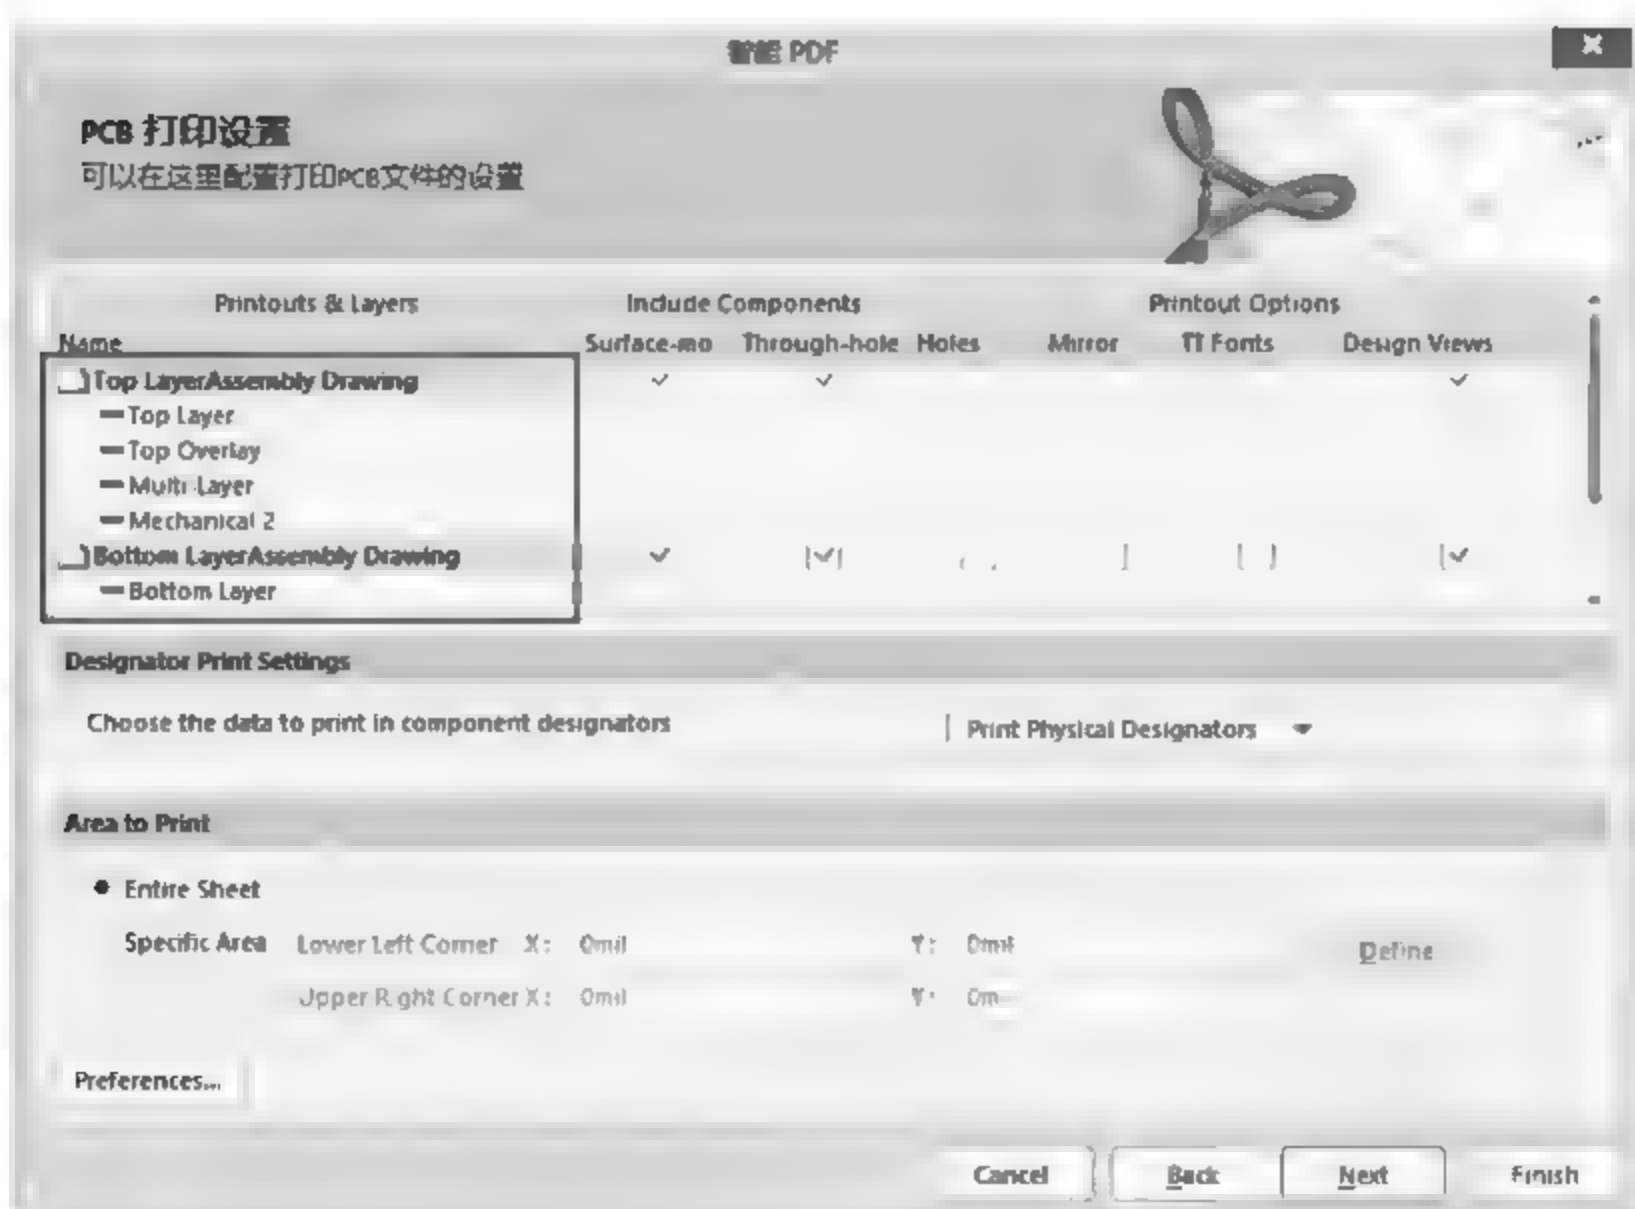 智能 PDF
PCB 打印设置
可以在这里配置打印PCB文件的设置
Printouts & Layers Include Components Printout Options
Name Surface-mo Through-hole Holes Mirror TT Fonts Design Views
Top LayerAssembly Drawing
Top Layer
Top Overlay
Multi-Layer
Mechanical 2
Bottom LayerAssembly Drawing
Bottom Layer
Designator Print Settings
Choose the data to print in component designators Print Physical Designators
Area to Print
Entire Sheet
Specific Area Lower Left Corner X: 0mil Y: 0mil Define
Upper Right Corner X: 0mil Y: 0m
Preferences...
Cancel Back Next Finish